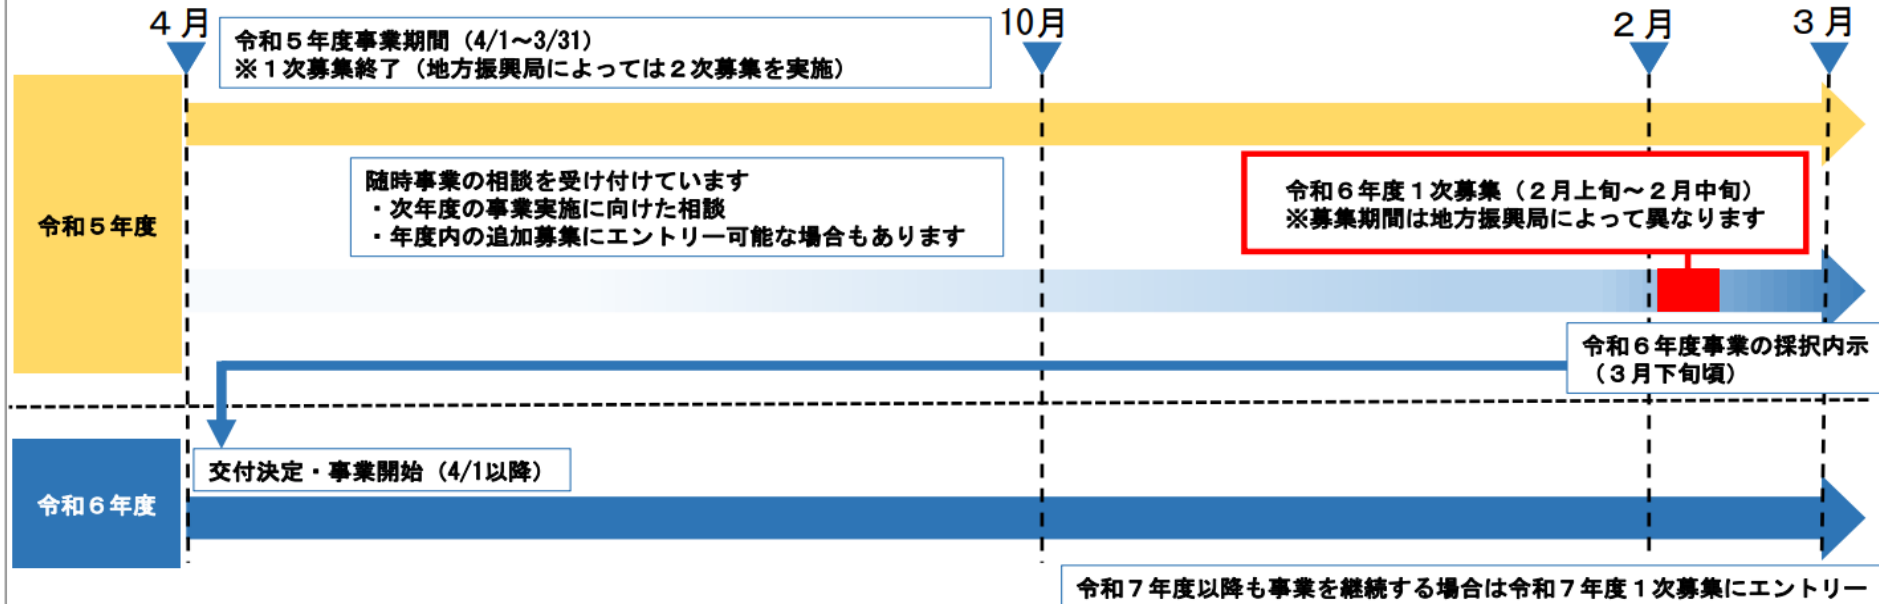 ４月
10月
２月
３月
令和５年度事業期間（4/1～3/31）
※１次募集終了（地方振興局によっては２次募集を実施）
随時事業の相談を受け付けています
・次年度の事業実施に向けた相談
・年度内の追加募集にエントリー可能な場合もあります
令和６年度１次募集（２月上旬～２月中旬）
※募集期間は地方振興局によって異なります
令和５年度
令和６年度事業の採択内示
（３月下旬頃）
交付決定・事業開始（4/1以降）
令和６年度
令和７年度以降も事業を継続する場合は令和７年度１次募集にエントリー